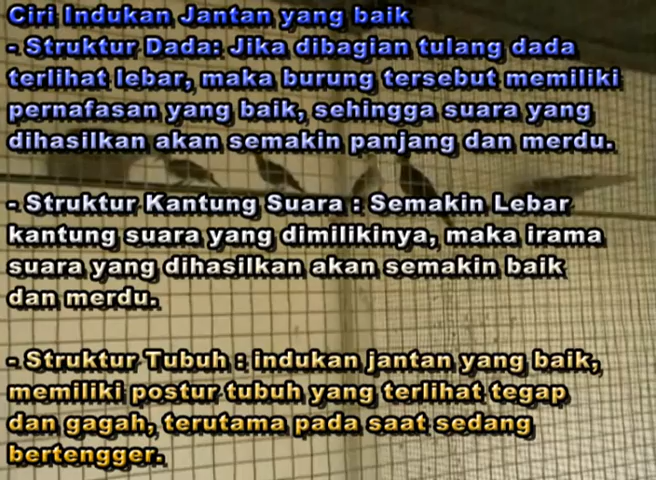 Ciri Indukan Jantan yang baik
- Struktur Dada: Jika dibagian tulang dada
terlihat lebar, maka burung tersebut memiliki
pernafasan yang baik, sehingga suara yang
dihasilkan akan semakin panjang dan merdu.
- Struktur Kantung Suara : Semakin Lebar
kantung suara yang dimilikinya, maka irama
suara yang dihasilkan akan semakin baik
dan merdu.
- Struktur Tubuh : indukan jantan yang baik,
memiliki postur tubuh yang terlihat tegap
dan gagah, terutama pada saat sedang
bertengger.